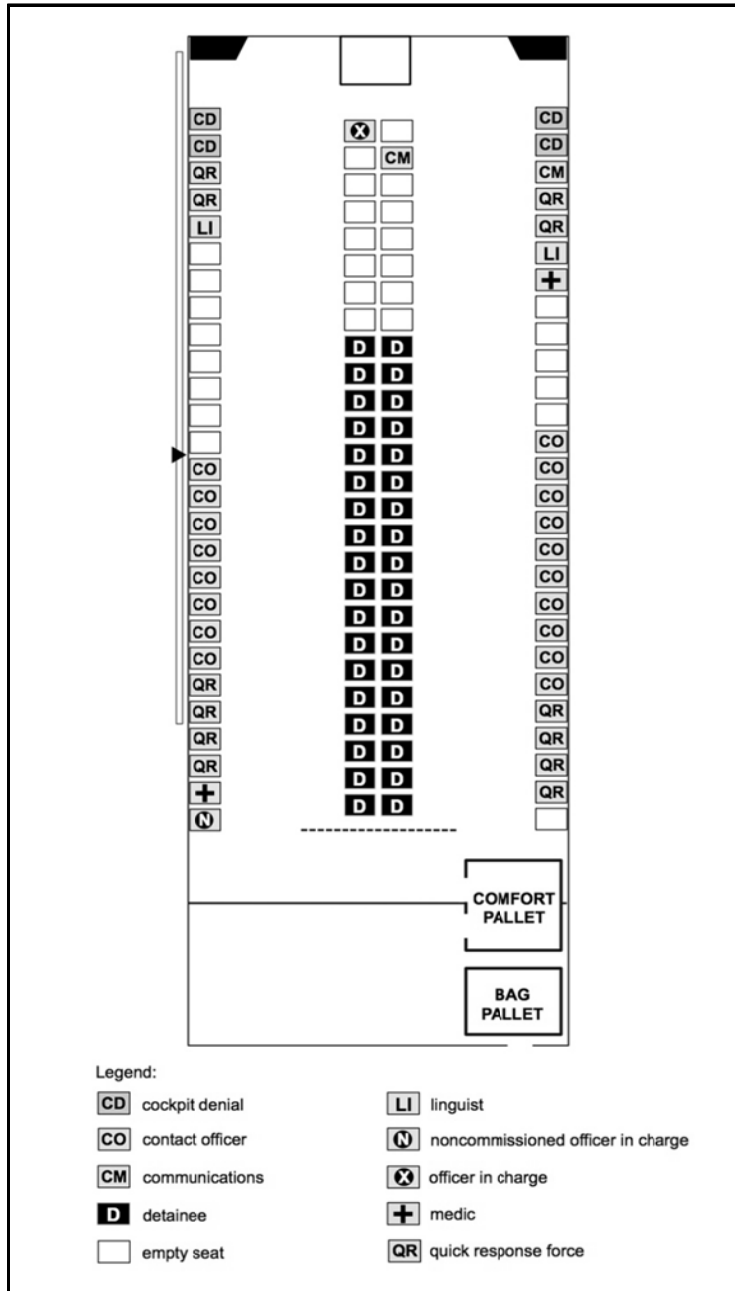 CD X CD
CD CM CD
QR CM
QR QR
LI QR
LI
D D
D D
D D
D D CO
CO D D CO
CO D D CO
CO D D CO
CO D D CO
CO D D CO
CO D D CO
CO D D CO
CO D D CO
QR D D CO
QR D D QR
QR D D QR
QR D D QR
D D QR
N D D
COMFORT
PALLET
BAG
PALLET
Legend:
CD cockpit denial
CO contact officer
CM communications
D detainee
empty seat
LI linguist
N noncommissioned officer in charge
X officer in charge
medic
QR quick response force